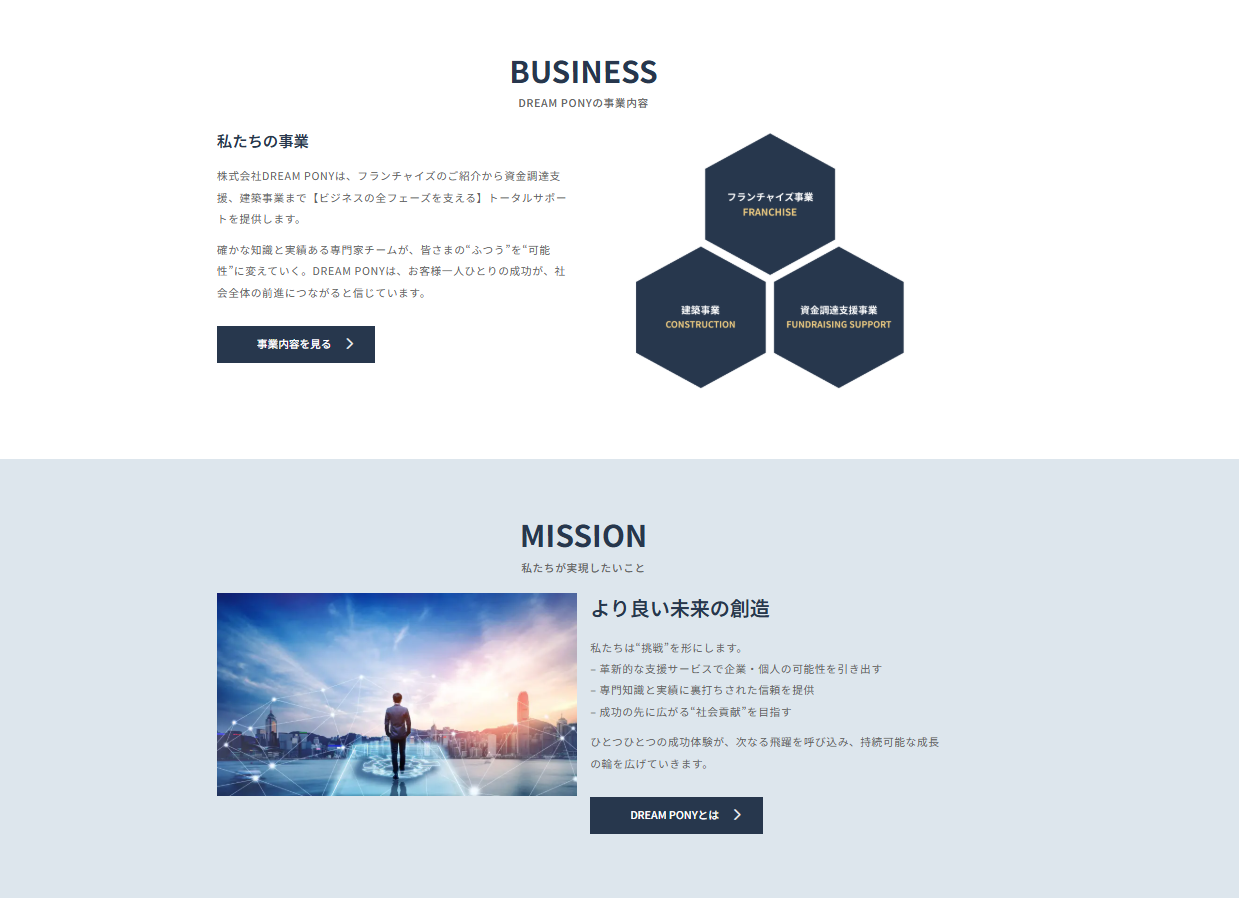 BUSINESS
DREAM PONYの事業内容
私たちの事業
株式会社DREAM PONYは、フランチャイズのご紹介から資金調達支
援、建築事業まで【ビジネスの全フェーズを支える】トータルサポー
トを提供します。
確かな知識と実績ある専門家チームが、皆さまの“ふつう”を“可能
性”に変えていく。DREAM PONYは、お客様一人ひとりの成功が、社
会全体の前進につながると信じています。
事業内容を見る
フランチャイズ事業
FRANCHISE
建築事業
CONSTRUCTION
資金調達支援事業
FUNDRAISING SUPPORT
MISSION
私たちが実現したいこと
より良い未来の創造
私たちは“挑戦”を形にします。
– 革新的な支援サービスで企業・個人の可能性を引き出す
– 専門知識と実績に裏打ちされた信頼を提供
– 成功の先に広がる“社会貢献”を目指す
ひとつひとつの成功体験が、次なる飛躍を呼び込み、持続可能な成長
の輪を広げていきます。
DREAM PONYとは